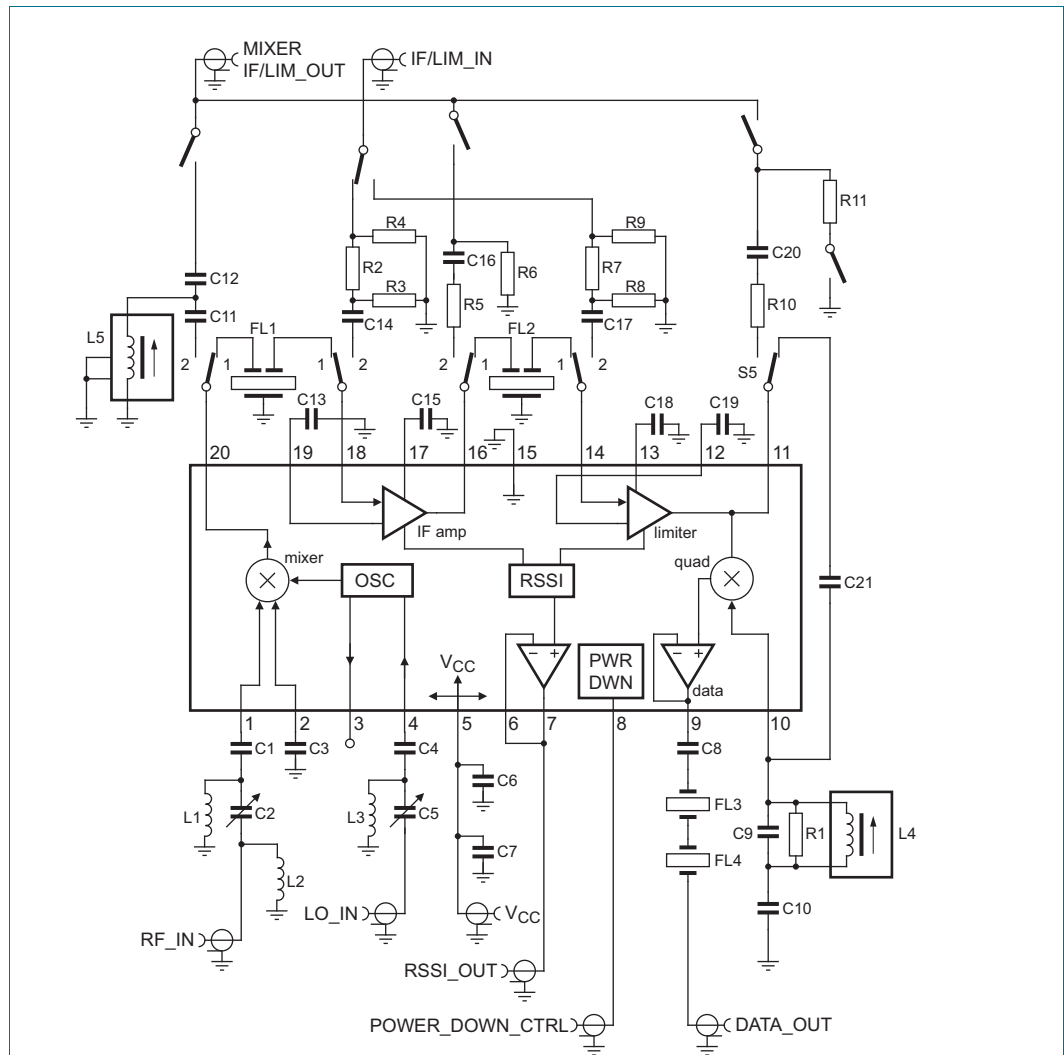 MIXER
IF/LIM_OUT
IF/LIM_IN
R11
R4
R9
C12
R2
C16
R6
R7
C20
R3
R5
R8
R10
C11
L5
FL1
C14
FL2
C17
2
1
1
2
2
1
1
2
S5
C13
C15
C18
C19
20
19
18
17
16
15
14
13
12
11
IF amp
limiter
mixer
OSC
RSSI
quad
C21
VCC
–
+
PWR
DWN
–
+
data
1
2
3
4
5
6
7
8
9
10
C1
C3
C4
C8
C6
L1
C2
L3
C5
FL3
C9
R1
L4
C7
FL4
L2
C10
LO_IN
VCC
RF_IN
RSSI_OUT
POWER_DOWN_CTRL
DATA_OUT